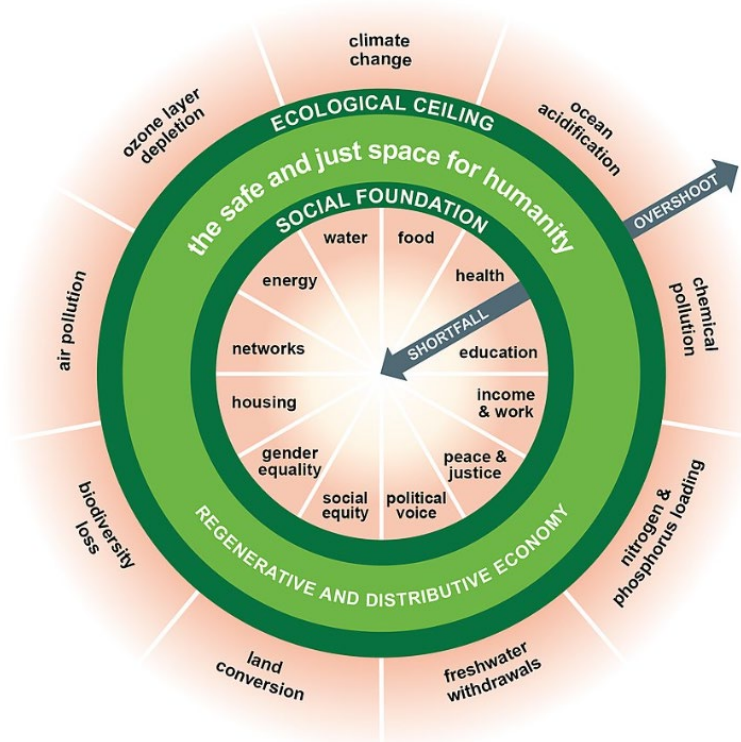 climate
change
ocean
acidification
chemical
pollution
nitrogen &
phosphorus loading
freshwater
withdrawals
land
conversion
biodiversity
loss
air pollution
ozone layer
depletion
ECOLOGICAL CEILING
the safe and just space for humanity
SOCIAL FOUNDATION
OVERSHOOT
SHORTFALL
water
food
health
education
income
& work
peace &
justice
political
voice
social
equity
gender
equality
housing
networks
energy
REGENERATIVE AND DISTRIBUTIVE ECONOMY